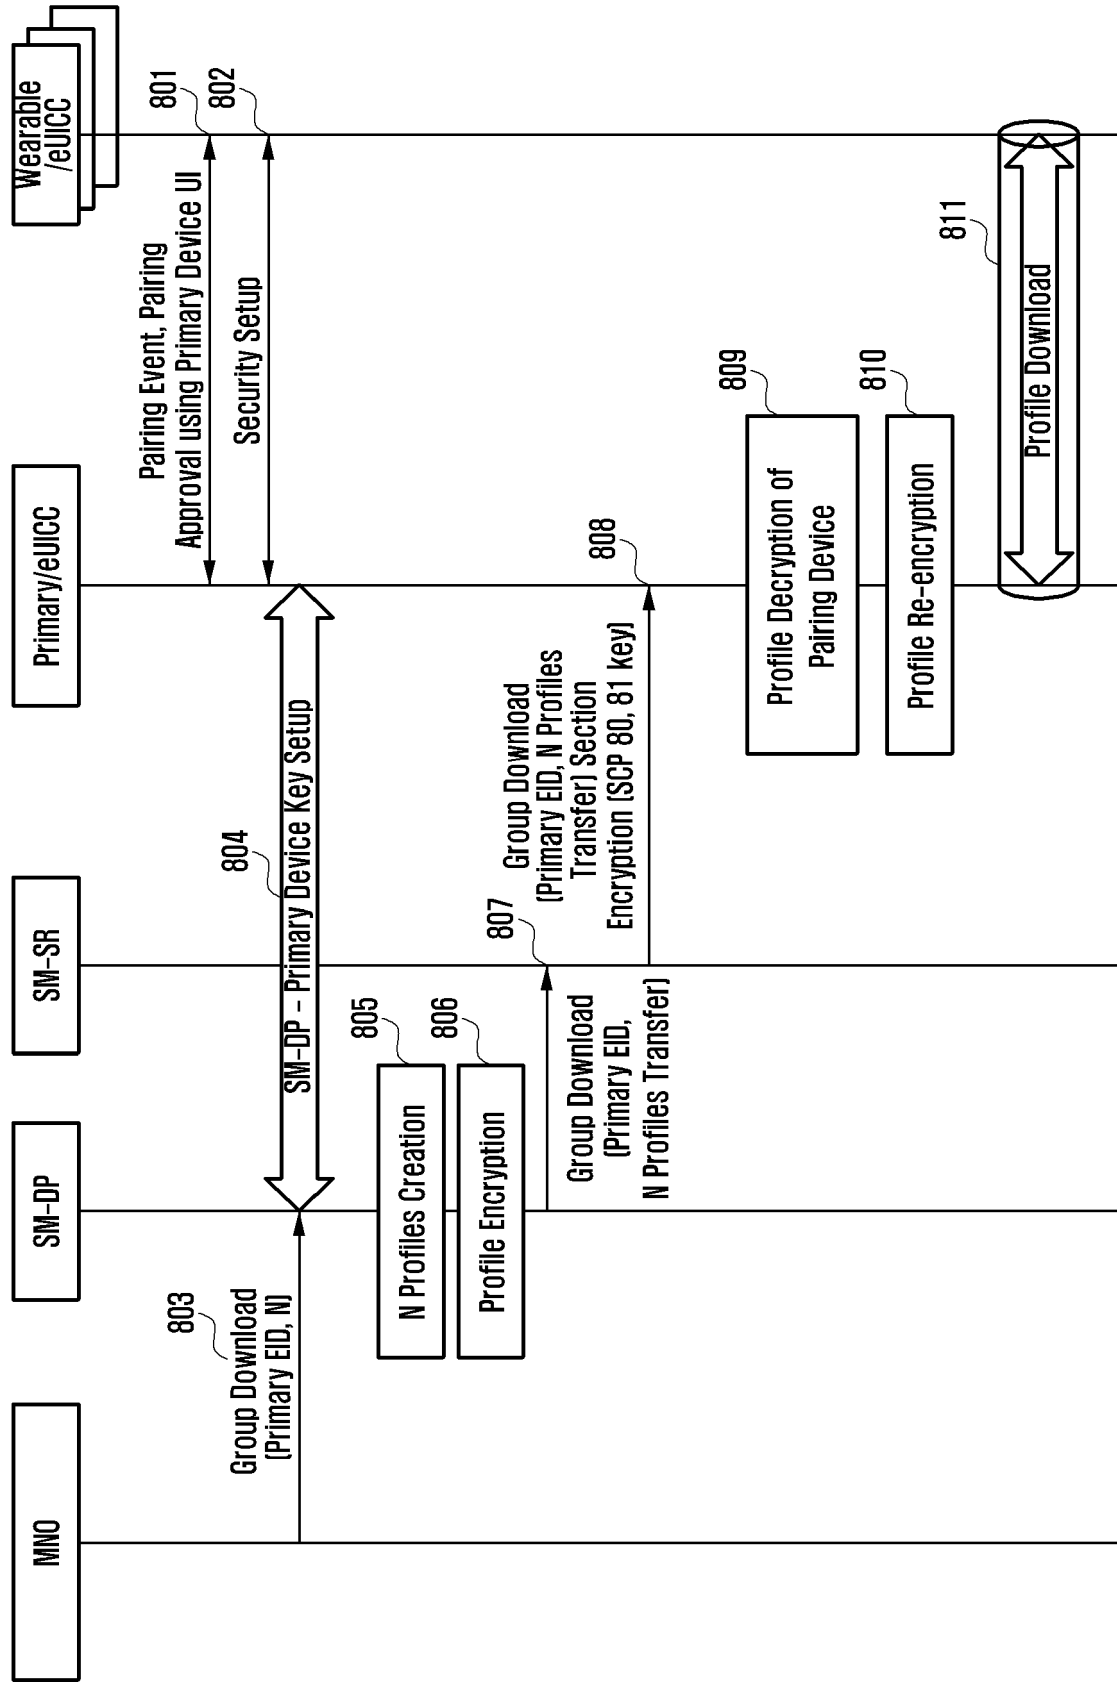 MNO
SM-DP
SM-SR
Primary/eUICC
Wearable
/eUICC
Pairing Event, Pairing
Approval using Primary Device UI
801
Security Setup
802
803
Group Download
(Primary EID, N)
804
SM-DP - Primary Device Key Setup
N Profiles Creation
805
Profile Encryption
806
Group Download
(Primary EID,
N Profiles Transfer)
807
Group Download
(Primary EID, N Profiles
Transfer) Section
Encryption (SCP 80, 81 key)
808
Profile Decryption of
Pairing Device
809
Profile Re-encryption
810
Profile Download
811